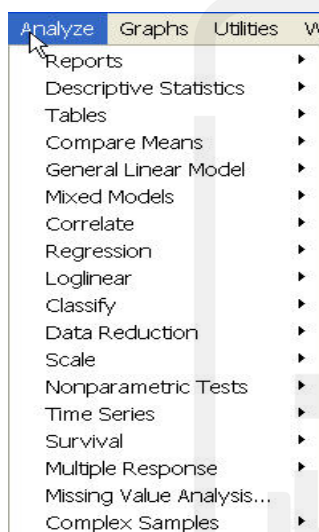 Analyze Graphs Utilities
Reports
Descriptive Statistics
Tables
Compare Means
General Linear Model
Mixed Models
Correlate
Regression
Loglinear
Classify
Data Reduction
Scale
Nonparametric Tests
Time Series
Survival
Multiple Response
Missing Value Analysis...
Complex Samples